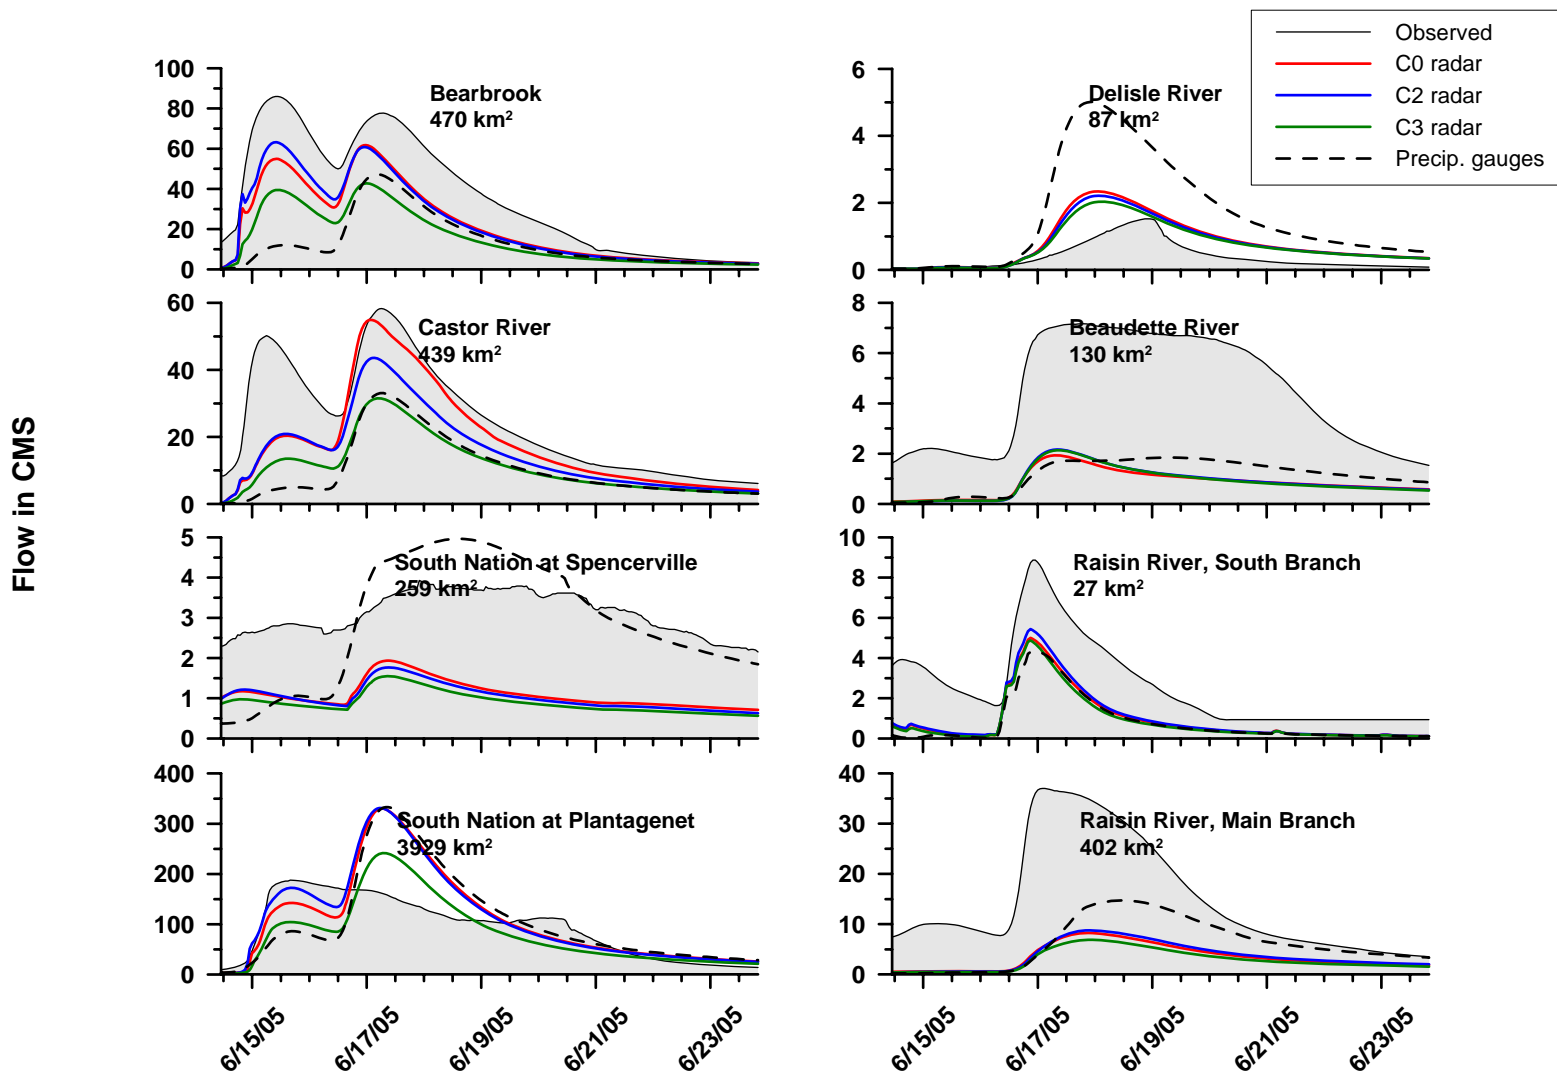 Observed
C0 radar
C2 radar
C3 radar
Precip. gauges
Flow in CMS
100
80
60
40
20
0
Bearbrook
470 km²
6
4
2
0
Delisle River
87 km²
60
40
20
0
Castor River
439 km²
8
6
4
2
0
Beaudette River
130 km²
5
4
3
2
1
0
South Nation at Spencerville
259 km²
10
8
6
4
2
0
Raisin River, South Branch
27 km²
400
300
200
100
0
South Nation at Plantagenet
3929 km²
40
30
20
10
0
Raisin River, Main Branch
402 km²
6/15/05
6/17/05
6/19/05
6/21/05
6/23/05
6/15/05
6/17/05
6/19/05
6/21/05
6/23/05